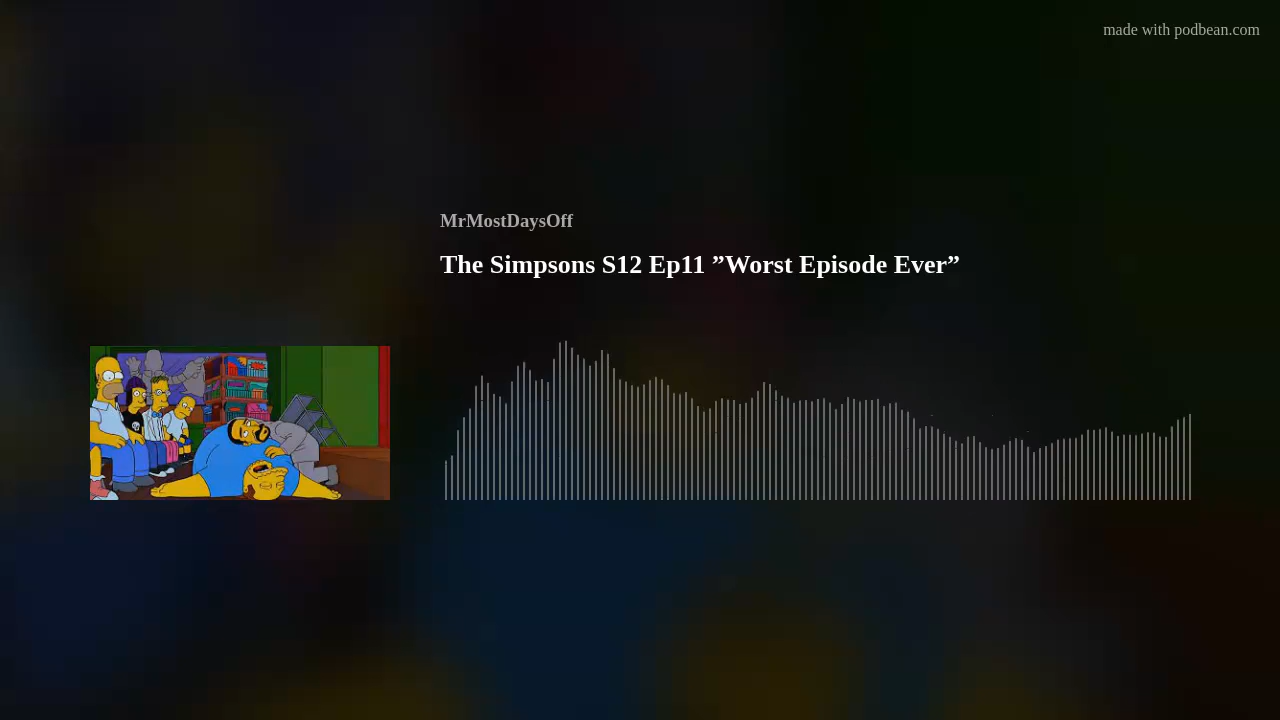 made with podbean.com
MrMostDaysOff
The Simpsons S12 Ep11 ”Worst Episode Ever”